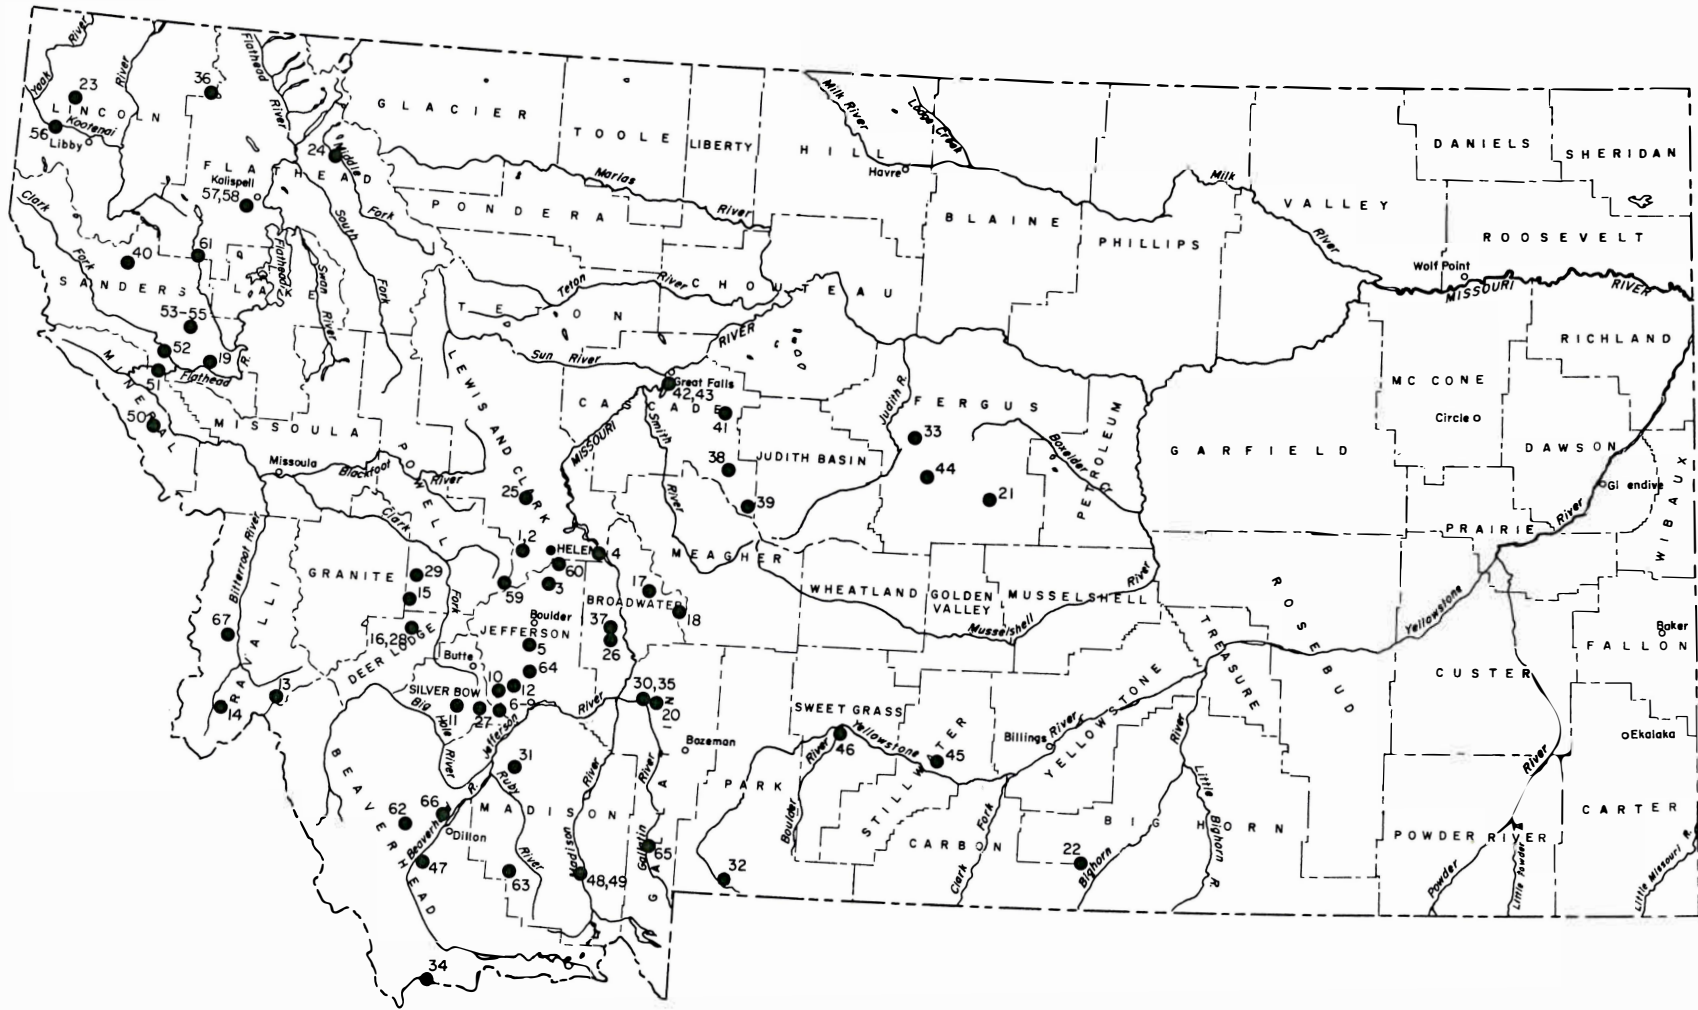 Yaak
River
23
LINCOLN
Kootenai
56
Libby
River
36
Flathead
River
FLATHEAD
Kalispell
57,58
24
Middle
Fork
South
Fork
GLACIER
TOOLE
LIBERTY
HILL
Milk River
Lodge Creek
Havre
Marias
River
PONDERA
BLAINE
PHILLIPS
Milk
River
VALLEY
DANIELS
SHERIDAN
ROOSEVELT
Wolf Point
MISSOURI
RIVER
Clark
Fork
40
61
SANDERS
LAKE
Flathead
Lk
Swan
River
53-55
52
19
R.
51
Flathead
MINERAL
50
MISSOULA
TETON
Teton
River
CHOUTEAU
Sun River
RIVER
Great Falls
42,43
CASCADE
41
Smith
River
MISSOURI
LEWIS AND CLARK
Judith R.
FERGUS
33
44
21
Boxelder Cr.
PETROLEUM
GARFIELD
MC CONE
Circle
RICHLAND
DAWSON
Glendive
WIBAUX
PRAIRIE
River
38
JUDITH BASIN
39
Missoula
Blackfoot
River
POWELL
25
Clark
Fork
Bitterroot River
RAVALLI
GRANITE
29
15
16,28
DEER LODGE
1,2
HELENA
4
60
3
59
MEAGHER
17
BROADWATER
18
37
26
Boulder
JEFFERSON
5
64
WHEATLAND
GOLDEN
VALLEY
MUSSELSHELL
Musselshell
River
TREASURE
ROSEBUD
Yellowstone
CUSTER
Baker
FALLON
67
14
13
Butte
SILVER BOW
10
12
11
27
6-9
Big
Hole
River
Jefferson
River
30,35
20
Bozeman
SWEET GRASS
46
Yellowstone
River
45
STILLWATER
Billings
River
YELLOWSTONE
River
Ekalaka
31
Ruby
River
MADISON
River
River
BEAVERHEAD
62
66
Beaverhead
R.
Dillon
47
63
Madison
48,49
Gallatin
65
GALLATIN
PARK
32
Boulder
CARBON
Clark
Fork
22
Bighorn
BIG HORN
Little
Bighorn
R.
POWDER RIVER
Powder
River
Little Powder
CARTER
Little Missouri R.
34